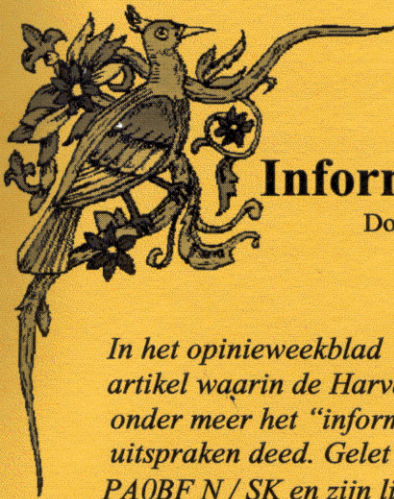 Inform
Do
In het opinieweekblad
artikel waarin de Harva
onder meer het “inform
uitspraken deed. Gelet
PA0BF N / SK en zijn li